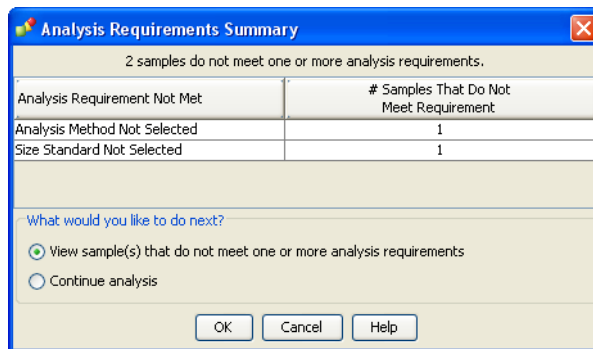 Analysis Requirements Summary
2 samples do not meet one or more analysis requirements.
Analysis Requirement Not Met
# Samples That Do Not
Meet Requirement
Analysis Method Not Selected 1
Size Standard Not Selected 1
What would you like to do next?
View sample(s) that do not meet one or more analysis requirements
Continue analysis
OK Cancel Help